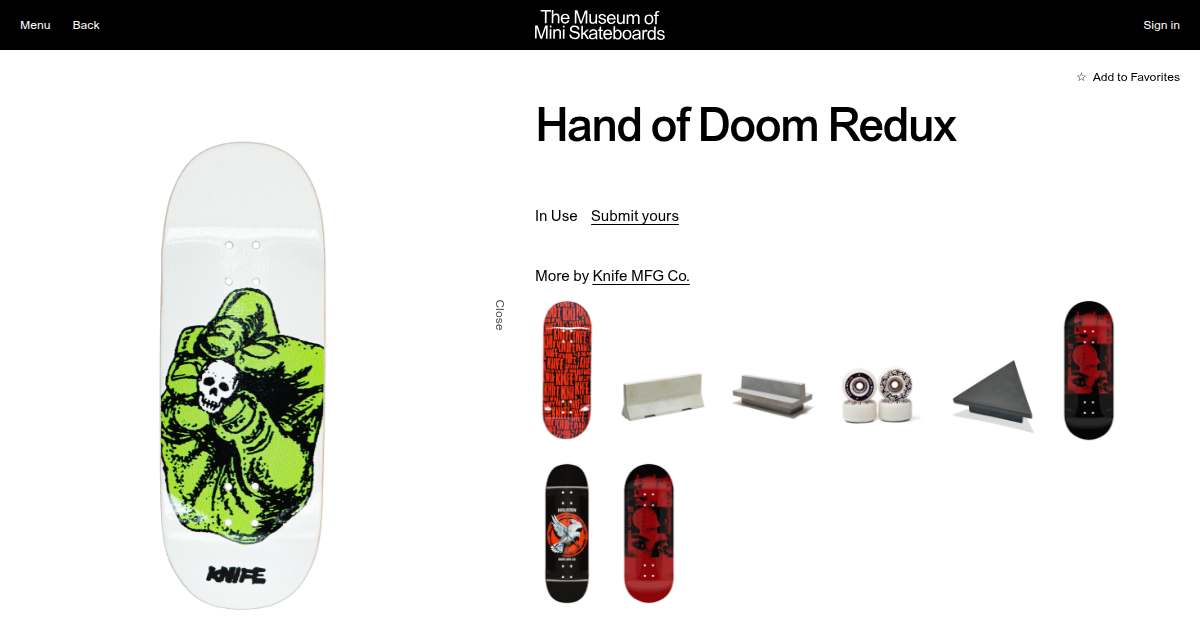 Menu
Back
The Museum of
Mini Skateboards
Sign in
☆ Add to Favorites
Hand of Doom Redux
In Use Submit yours
More by Knife MFG Co.
Close
KNIFE